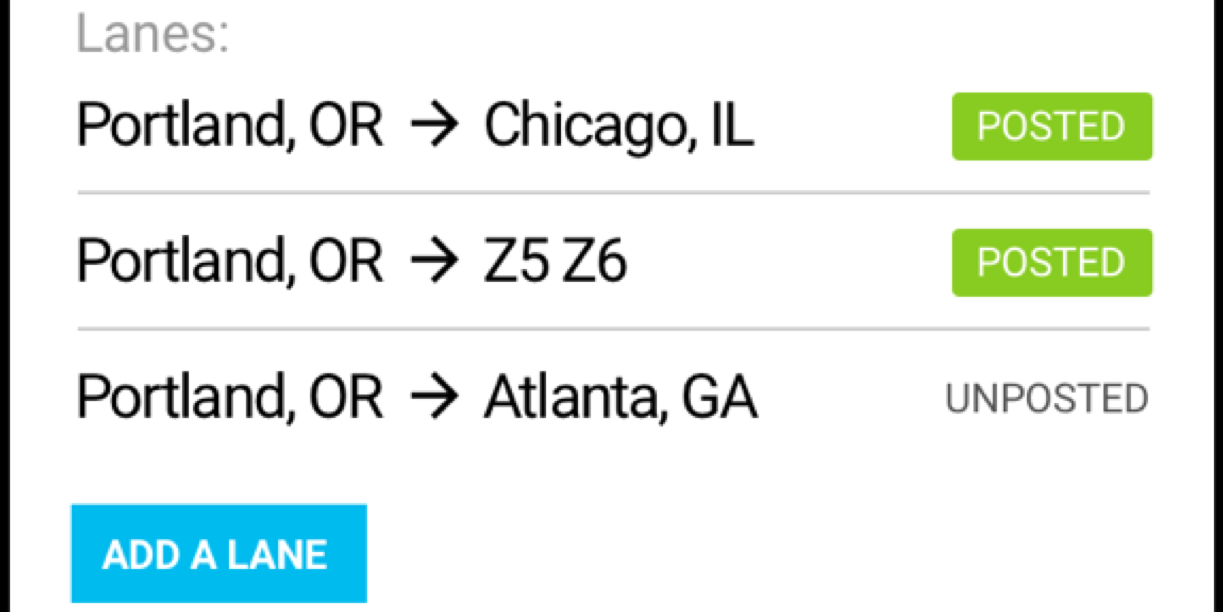 Lanes:
Portland, OR → Chicago, IL POSTED
Portland, OR → Z5 Z6 POSTED
Portland, OR → Atlanta, GA UNPOSTED
ADD A LANE